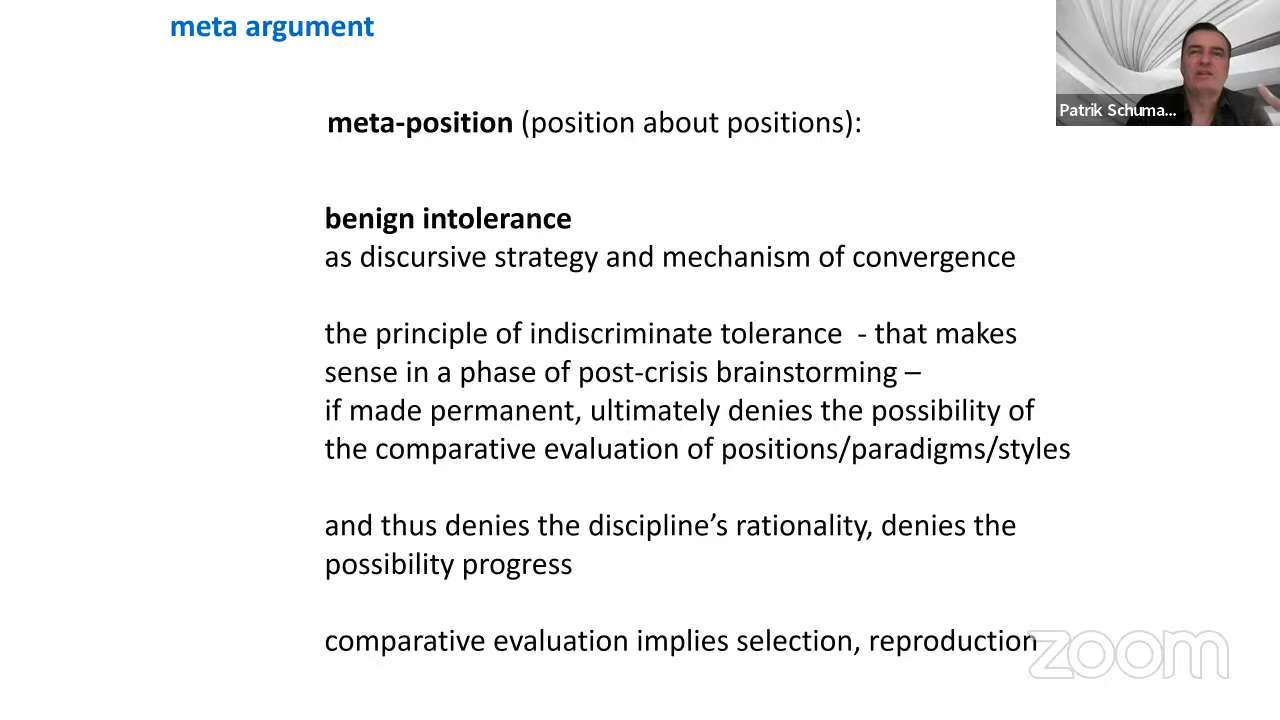 meta argument
Patrik Schuma...
meta-position (position about positions):
benign intolerance
as discursive strategy and mechanism of convergence
the principle of indiscriminate tolerance  - that makes
sense in a phase of post-crisis brainstorming –
if made permanent, ultimately denies the possibility of
the comparative evaluation of positions/paradigms/styles
and thus denies the discipline’s rationality, denies the
possibility progress
comparative evaluation implies selection, reproduction
zoom